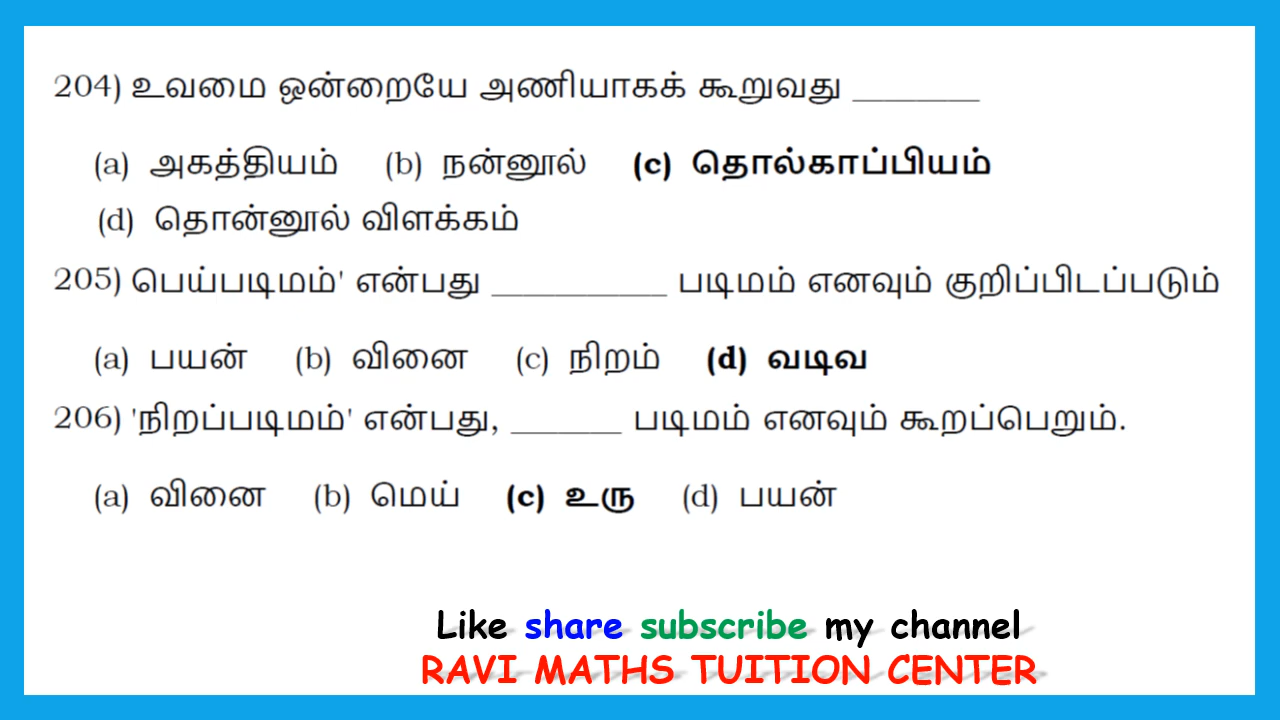 204) உவமை ஒன்றையே அணியாகக் கூறுவது _______
(a) அகத்தியம் (b) நன்னூல் (c) தொல்காப்பியம்
(d) தொன்னூல் விளக்கம்
205) பெய்படிமம்' என்பது __________ படிமம் எனவும் குறிப்பிடப்படும்
(a) பயன் (b) வினை (c) நிறம் (d) வடிவ
206) 'நிறப்படிமம்' என்பது, ______ படிமம் எனவும் கூறப்பெறும்.
(a) வினை (b) மெய் (c) உரு (d) பயன்
Like share subscribe my channel
RAVI MATHS TUITION CENTER